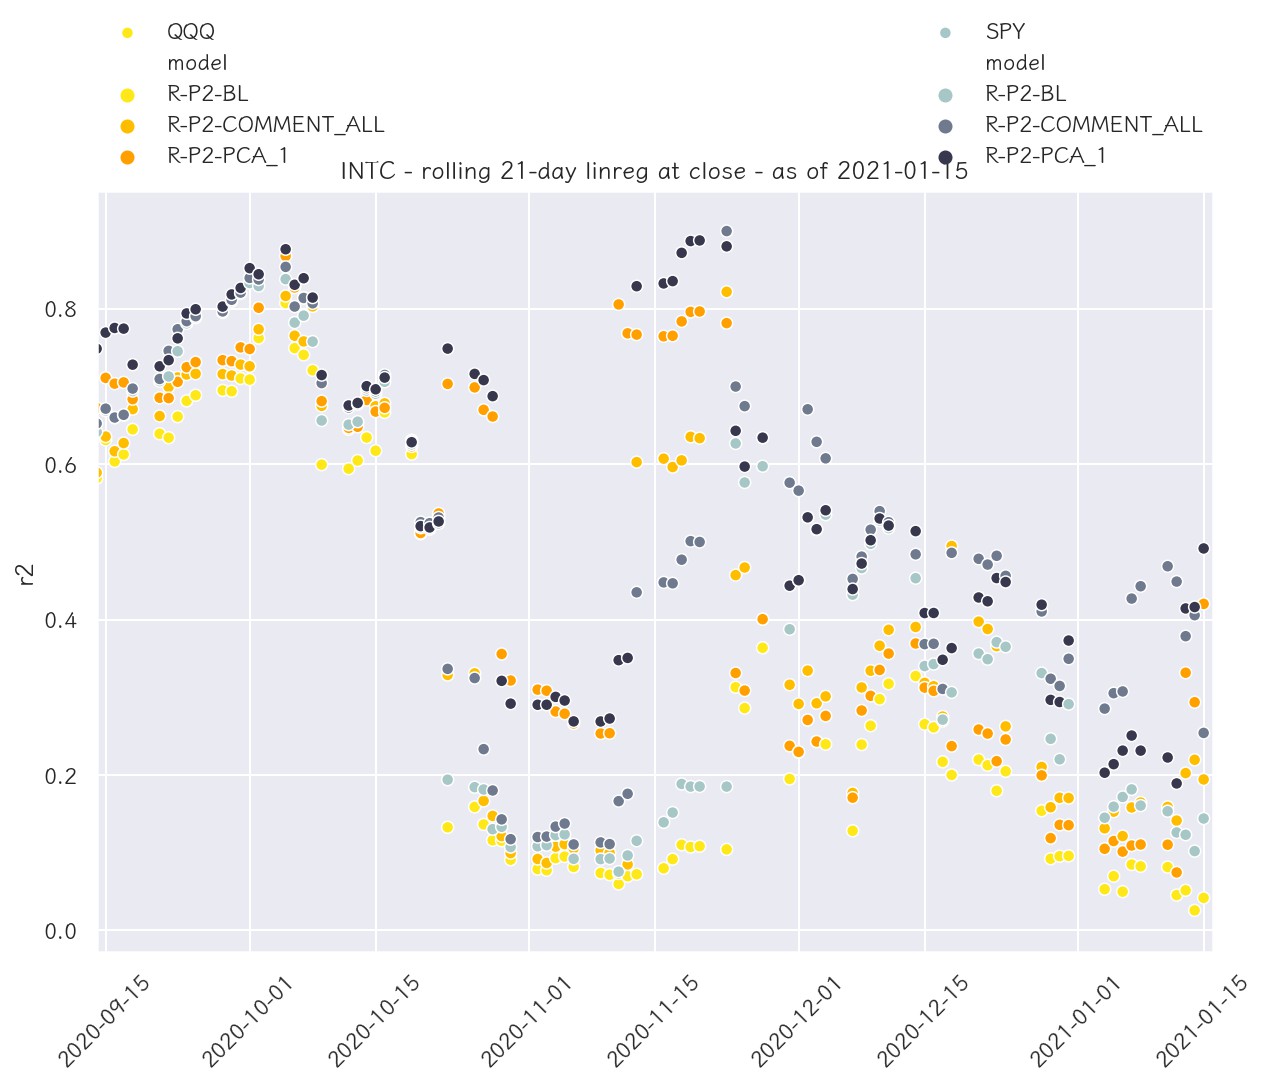 QQQ
model
R-P2-BL
R-P2-COMMENT_ALL
R-P2-PCA_1
SPY
model
R-P2-BL
R-P2-COMMENT_ALL
R-P2-PCA_1
INTC - rolling 21-day linreg at close - as of 2021-01-15
r2
0.8
0.6
0.4
0.2
0.0
2020-09-15
2020-10-01
2020-10-15
2020-11-01
2020-11-15
2020-12-01
2020-12-15
2021-01-01
2021-01-15